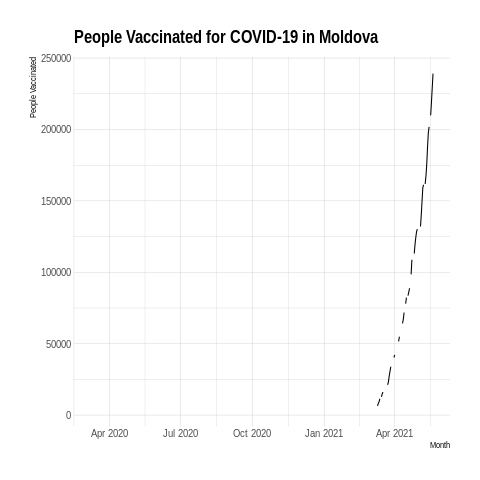 People Vaccinated for COVID-19 in Moldova
People Vaccinated
250000
200000
150000
100000
50000
0
Apr 2020 Jul 2020 Oct 2020 Jan 2021 Apr 2021
Month